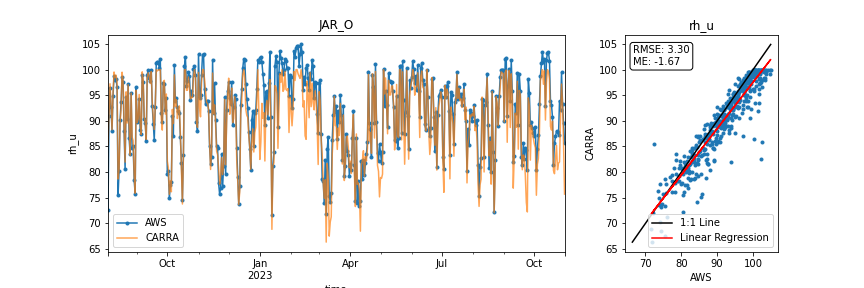 JAR_O
rh_u
105
100
95
90
85
80
75
70
65
rh_u
AWS
CARRA
Oct
Jan
2023
Apr
Jul
Oct
time
rh_u
105
100
95
90
85
80
75
70
65
CARRA
RMSE: 3.30
ME: -1.67
1:1 Line
Linear Regression
70
80
90
100
AWS